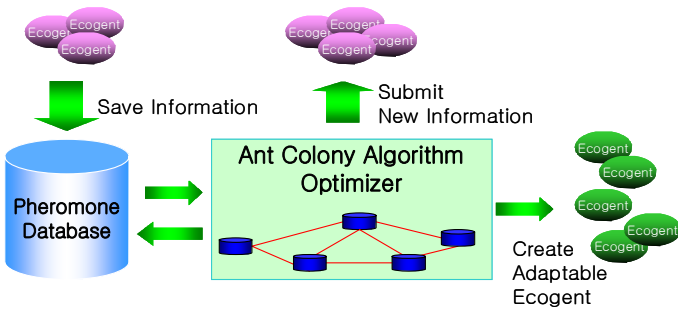 Ecogent
Ecogent
Ecogent
Ecogent
Ecogent
Ecogent
Ecogent
Save Information
Submit
New Information
Ant Colony Algorithm
Optimizer
Pheromone
Database
Ecogent
Ecogent
Ecogent
Ecogent
Ecogent
Create
Adaptable
Ecogent